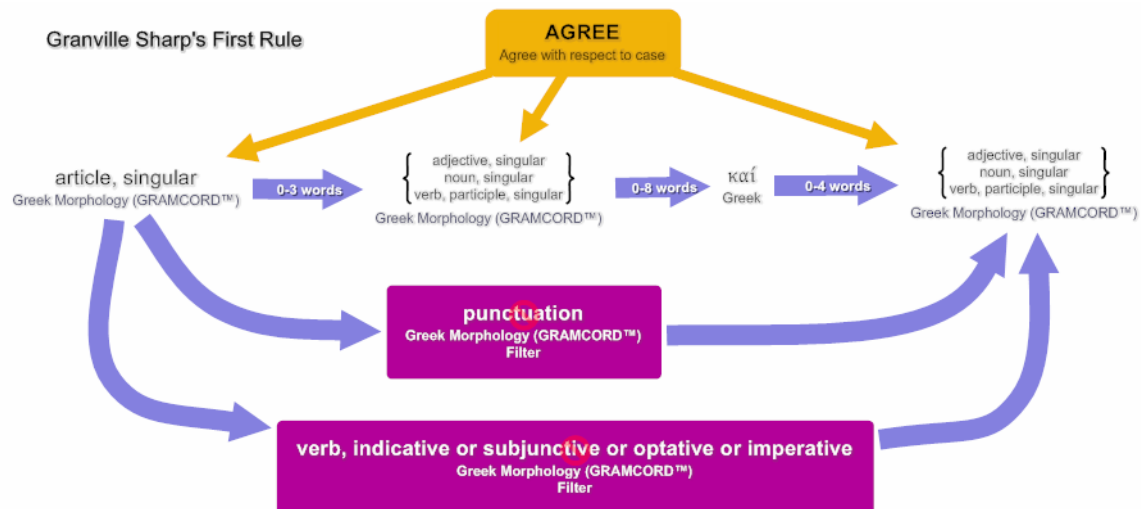 Granville Sharp's First Rule
AGREE
Agree with respect to case
article, singular
Greek Morphology (GRAMCORD™)
0-3 words
adjective, singular
noun, singular
verb, participle, singular
Greek Morphology (GRAMCORD™)
0-8 words
καί
Greek
0-4 words
adjective, singular
noun, singular
verb, participle, singular
Greek Morphology (GRAMCORD™)
punctuation
Greek Morphology (GRAMCORD™)
Filter
verb, indicative or subjunctive or optative or imperative
Greek Morphology (GRAMCORD™)
Filter